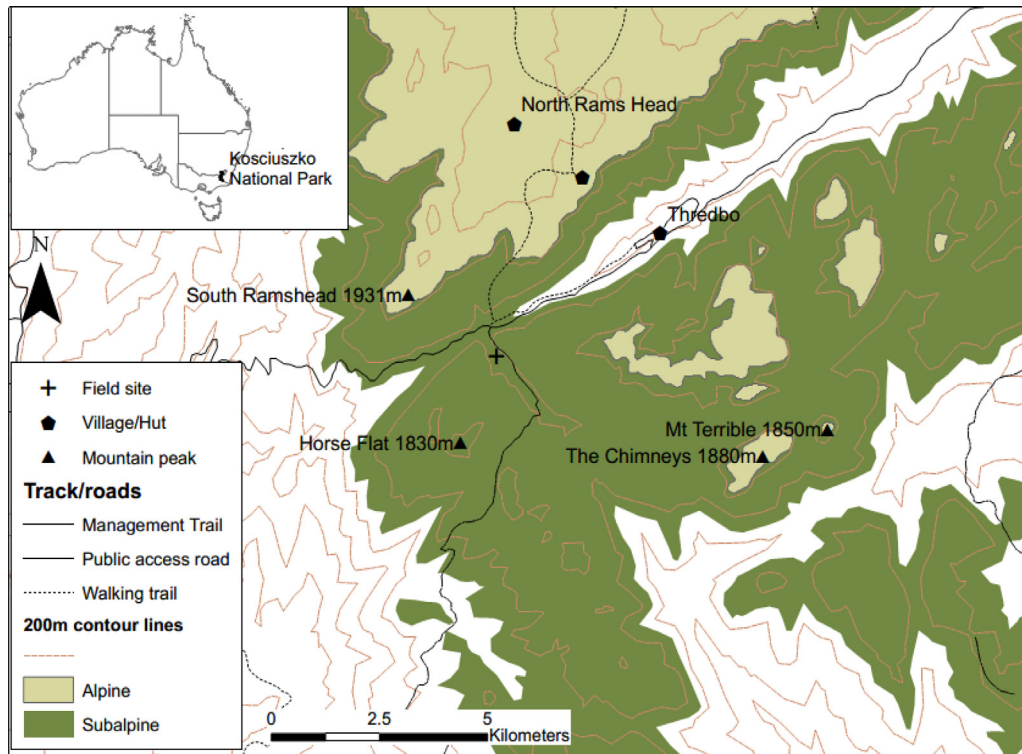 Kosciuszko
National Park
N
North Rams Head
Thredbo
South Ramshead 1931m
Horse Flat 1830m
Mt Terrible 1850m
The Chimneys 1880m
Field site
Village/Hut
Mountain peak
Track/roads
Management Trail
Public access road
Walking trail
200m contour lines
Alpine
Subalpine
0 2.5 5
Kilometers